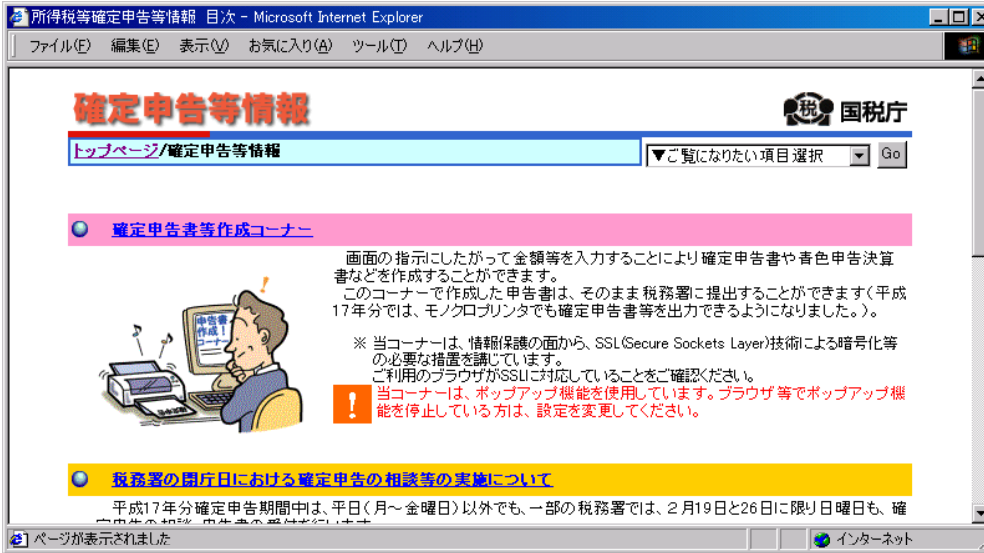 所得税等確定申告等情報 目次 - Microsoft Internet Explorer
ファイル(F) 編集(E) 表示(V) お気に入り(A) ツール(T) ヘルプ(H)
確定申告等情報
税 国税庁
トップページ/確定申告等情報
▼ご覧になりたい項目選択 Go
確定申告書等作成コーナー
画面の指示にしたがって金額等を入力することにより確定申告書や青色申告決算
書などを作成することができます。
このコーナーで作成した申告書は、そのまま税務署に提出することができます(平成
17年分では、モノクロプリンタでも確定申告書等を出力できるようになりました。)。
申告書
作成!
コーナー
※ 当コーナーは、情報保護の面から、SSL(Secure Sockets Layer)技術による暗号化等
の必要な措置を講じています。
ご利用のブラウザがSSLに対応していることをご確認ください。
! 当コーナーは、ポップアップ機能を使用しています。ブラウザ等でポップアップ機
能を停止している方は、設定を変更してください。
税務署の閉庁日における確定申告の相談等の実施について
平成17年分確定申告期間中は、平日(月~金曜日)以外でも、一部の税務署では、2月19日と26日に限り日曜日も、確
ページが表示されました インターネット